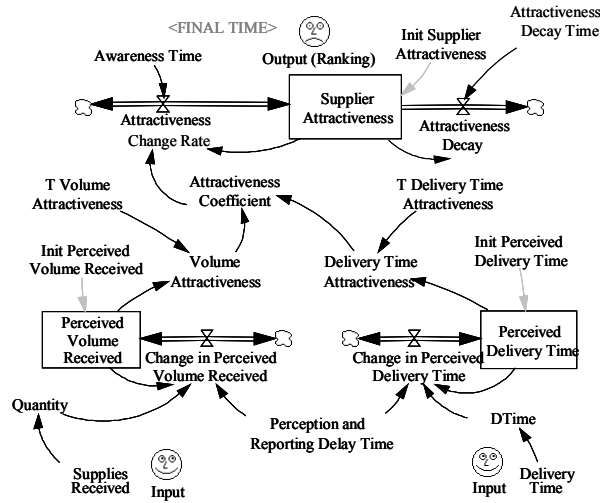 <FINAL TIME>
Output (Ranking)
Init Supplier
Attractiveness
Attractiveness
Decay Time
Awareness Time
Supplier
Attractiveness
Attractiveness
Change Rate
Attractiveness
Decay
T Volume
Attractiveness
Attractiveness
Coefficient
T Delivery Time
Attractiveness
Init Perceived
Volume Received
Volume
Attractiveness
Delivery Time
Attractiveness
Init Perceived
Delivery Time
Perceived
Volume
Received
Change in Perceived
Volume Received
Change in Perceived
Delivery Time
Perceived
Delivery Time
Quantity
Perception and
Reporting Delay Time
DTime
Supplies
Received
Input
Input
Delivery
Time